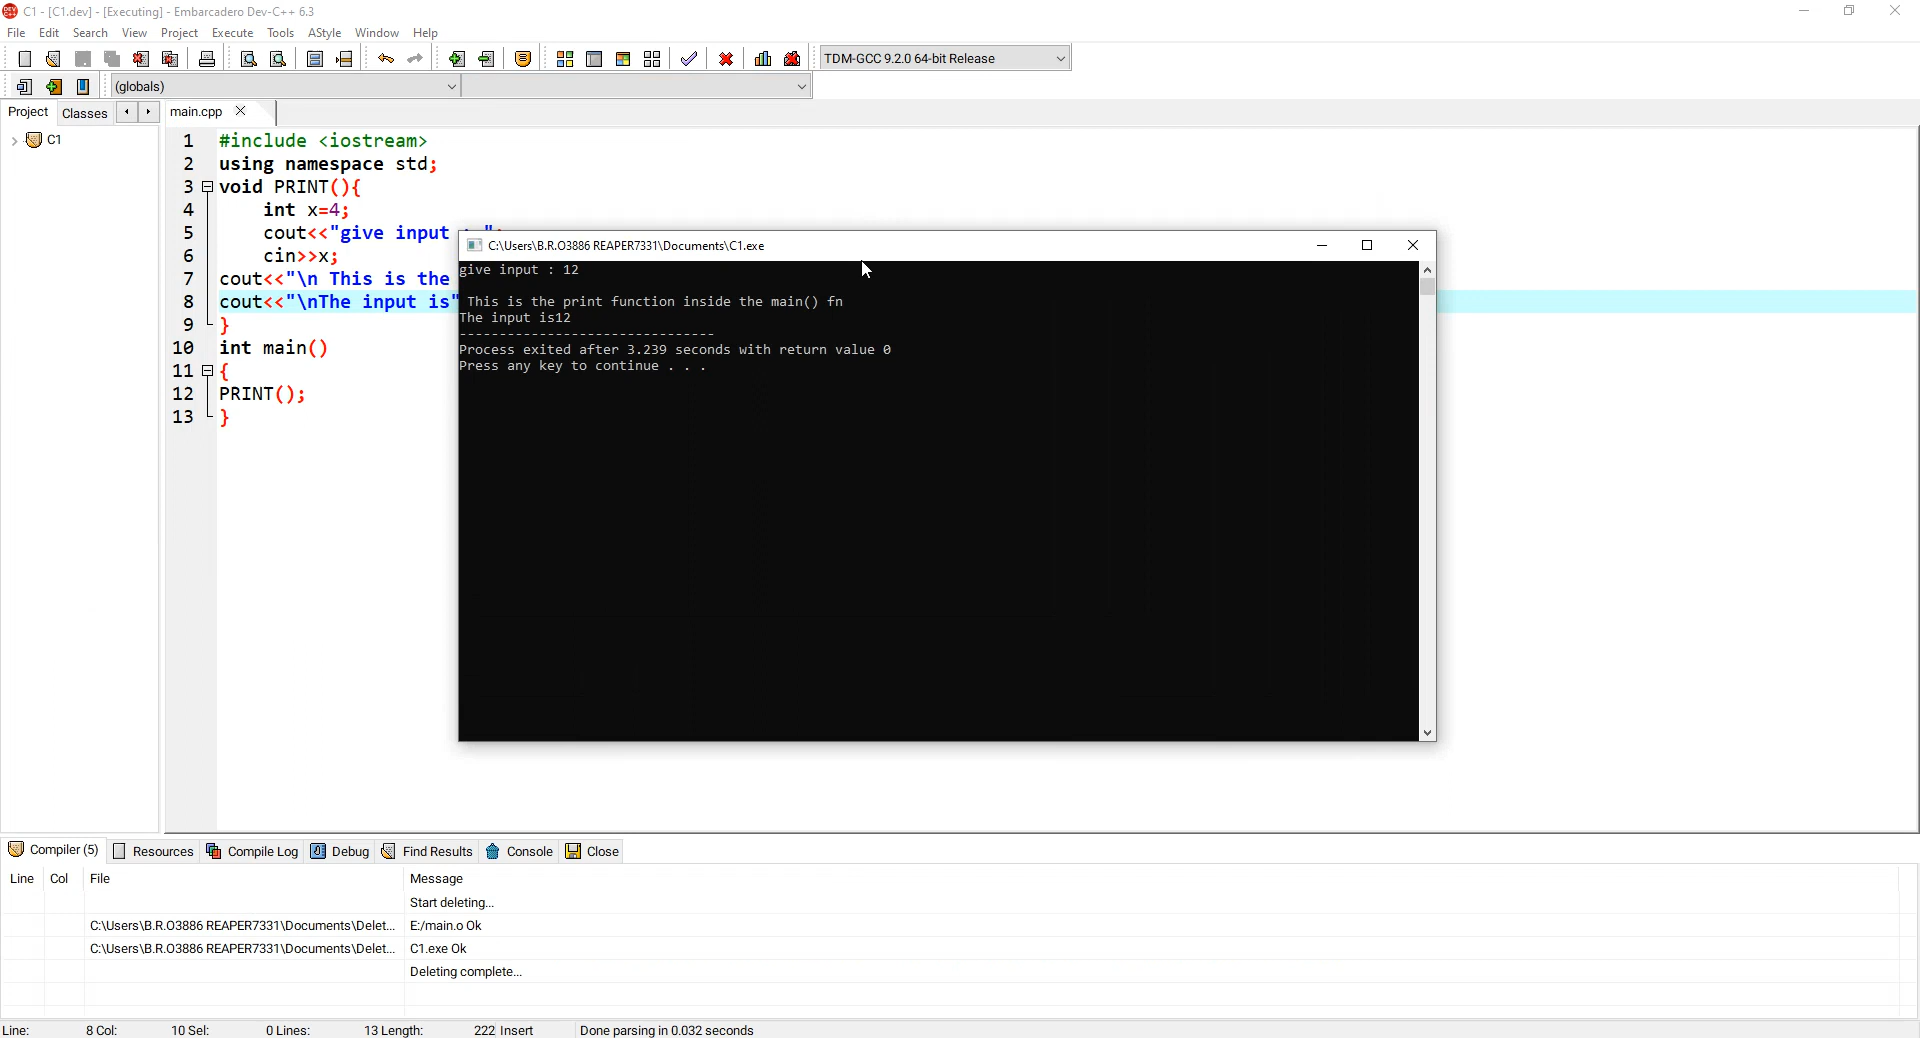 C1 - [C1.dev] - [Executing] - Embarcadero Dev-C++ 6.3
File Edit Search View Project Execute Tools AStyle Window Help
TDM-GCC 9.2.0 64-bit Release
(globals)
Project Classes main.cpp
C1
1 #include <iostream>
2 using namespace std;
3 void PRINT(){
4 int x=4;
5 cout<<"give input
6 cin>>x;
7 cout<<"\n This is the
8 cout<<"\nThe input is"
9 }
10 int main()
11 {
12 PRINT();
13 }
C:\Users\B.R.O3886 REAPER7331\Documents\C1.exe
give input : 12
This is the print function inside the main() fn
The input is12
--------------------------------
Process exited after 3.239 seconds with return value 0
Press any key to continue . . .
Compiler (5) Resources Compile Log Debug Find Results Console Close
Line Col File Message
Start deleting...
C:\Users\B.R.O3886 REAPER7331\Documents\Delet... E:/main.o Ok
C:\Users\B.R.O3886 REAPER7331\Documents\Delet... C1.exe Ok
Deleting complete...
Line: 8 Col: 10 Sel: 0 Lines: 13 Length: 222 Insert Done parsing in 0.032 seconds